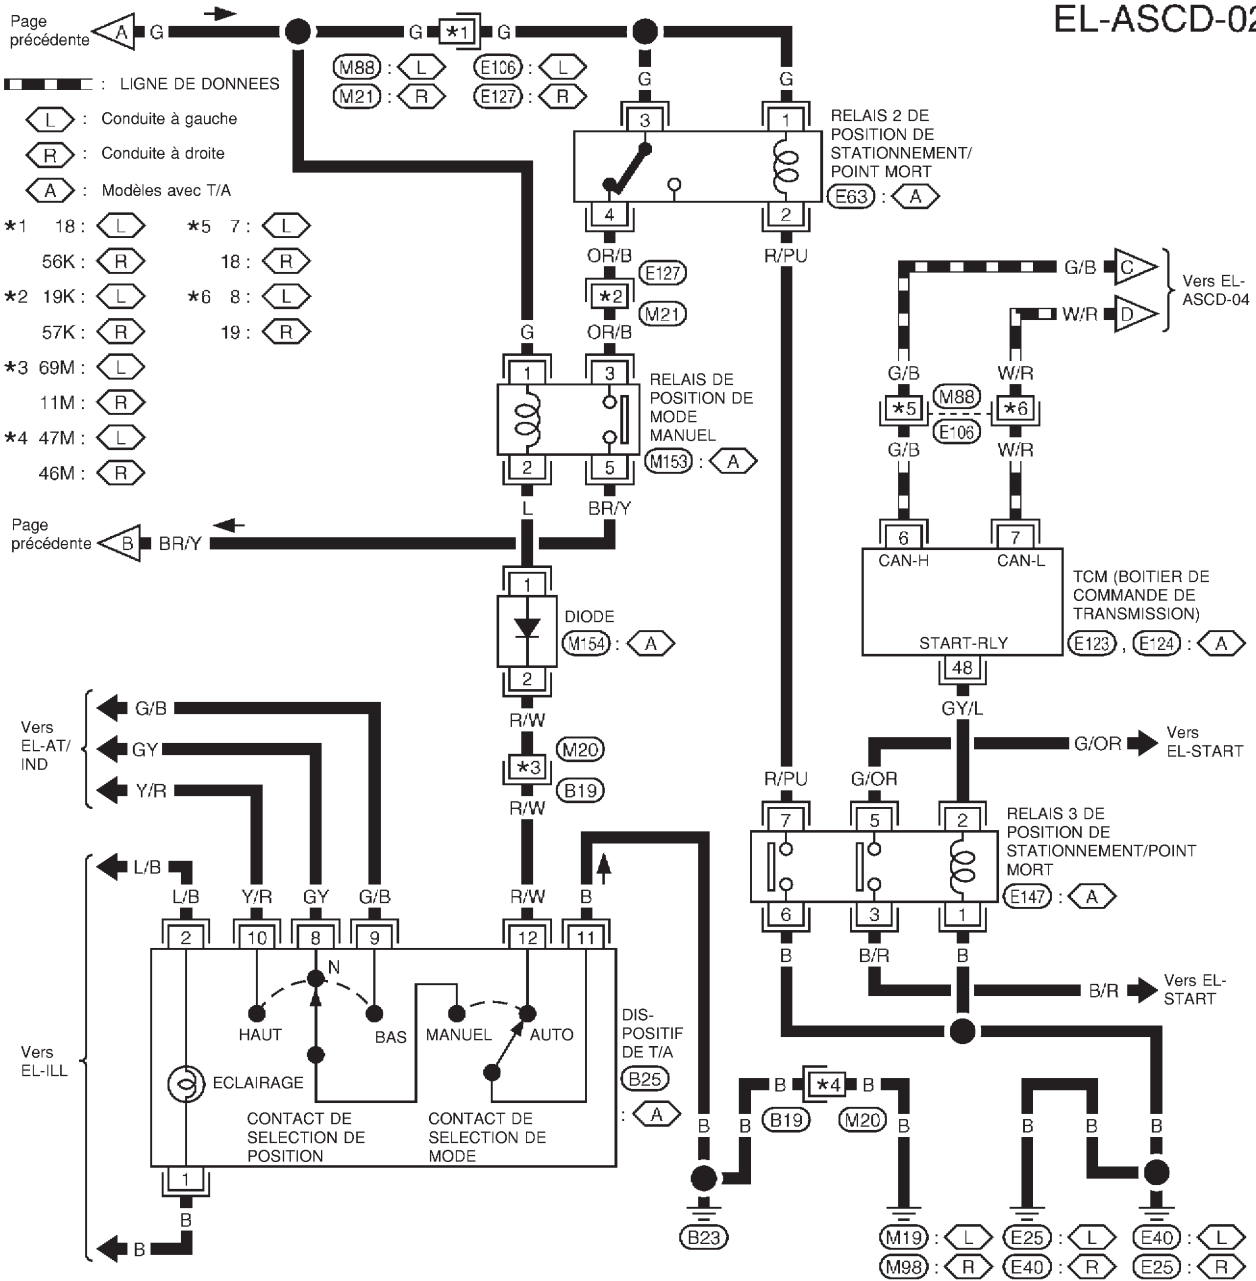 EL-ASCD-02
Page
précédente
A
G
G
*1
G
M88 : L
E106 : L
M21 : R
E127 : R
: LIGNE DE DONNEES
L : Conduite à gauche
R : Conduite à droite
A : Modèles avec T/A
*1 18 : L
*5 7 : L
56K : R
18 : R
*2 19K : L
*6 8 : L
57K : R
19 : R
*3 69M : L
11M : R
*4 47M : L
46M : R
G
G
3
1
RELAIS 2 DE
POSITION DE
STATIONNEMENT/
POINT MORT
E63 : A
4
2
OR/B
R/PU
E127
*2
M21
G
OR/B
1
3
RELAIS DE
POSITION DE
MODE
MANUEL
M153 : A
2
5
L
BR/Y
G/B
C
W/R
D
Vers EL-
ASCD-04
G/B
W/R
*5
M88
*6
E106
G/B
W/R
6
7
CAN-H
CAN-L
TCM (BOITIER DE
COMMANDE DE
TRANSMISSION)
START-RLY
E123 , E124 : A
48
GY/L
Page
précédente
B
BR/Y
1
DIODE
M154 : A
2
R/W
M20
*3
B19
R/W
Vers
EL-AT/
IND
G/B
GY
Y/R
G/OR
Vers
EL-START
R/PU
G/OR
7
5
2
RELAIS 3 DE
POSITION DE
STATIONNEMENT/POINT
MORT
E147 : A
6
3
1
B
B/R
B
B/R
Vers EL-
START
Vers
EL-ILL
L/B
L/B
Y/R
GY
G/B
R/W
B
2
10
8
9
12
11
N
HAUT
BAS
MANUEL
AUTO
ECLAIRAGE
CONTACT DE
SELECTION DE
POSITION
CONTACT DE
SELECTION DE
MODE
DIS-
POSITIF
DE T/A
B25
: A
1
B
B
B
*4
B
B19
M20
B
B
B
B
B
B
B23
M19 : L
E25 : L
E40 : L
M98 : R
E40 : R
E25 : R